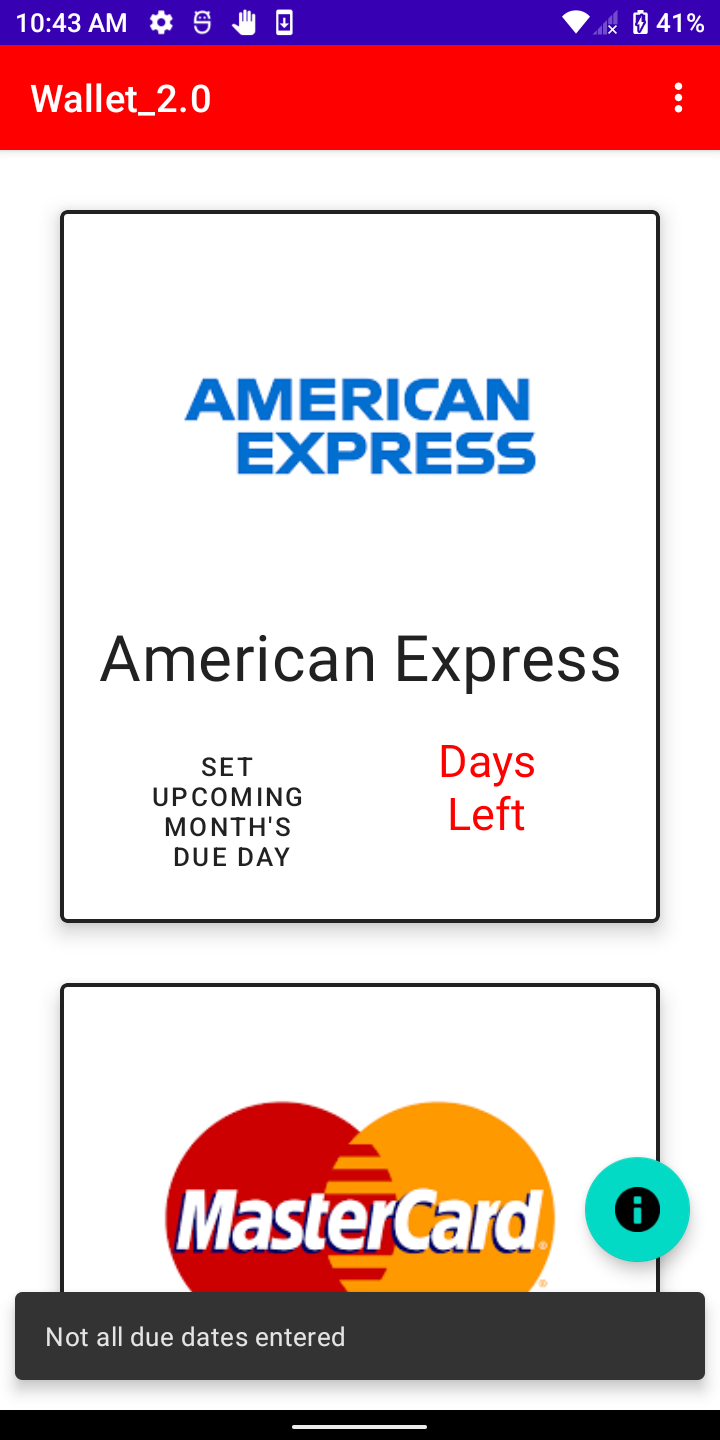 10:43 AM
41%
Wallet_2.0
AMERICAN
EXPRESS
American Express
SET
UPCOMING
MONTH'S
DUE DAY
Days
Left
MasterCard
Not all due dates entered